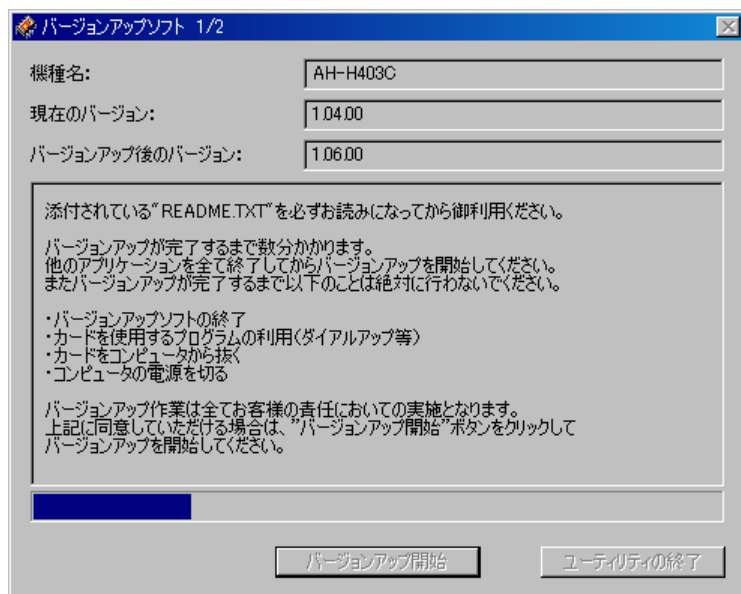 バージョンアップソフト 1/2
機種名: AH-H403C
現在のバージョン: 1.04.00
バージョンアップ後のバージョン: 1.06.00
添付されている"README.TXT"を必ずお読みになってから御利用ください。
バージョンアップが完了するまで数分かかります。
他のアプリケーションを全て終了してからバージョンアップを開始してください。
またバージョンアップが完了するまで以下のことは絶対に行わないでください。
・バージョンアップソフトの終了
・カードを使用するプログラムの利用(ダイアルアップ等)
・カードをコンピュータから抜く
・コンピュータの電源を切る
バージョンアップ作業は全てお客様の責任においての実施となります。
上記に同意していただける場合は、"バージョンアップ開始"ボタンをクリックして
バージョンアップを開始してください。
バージョンアップ開始 ユーティリティの終了